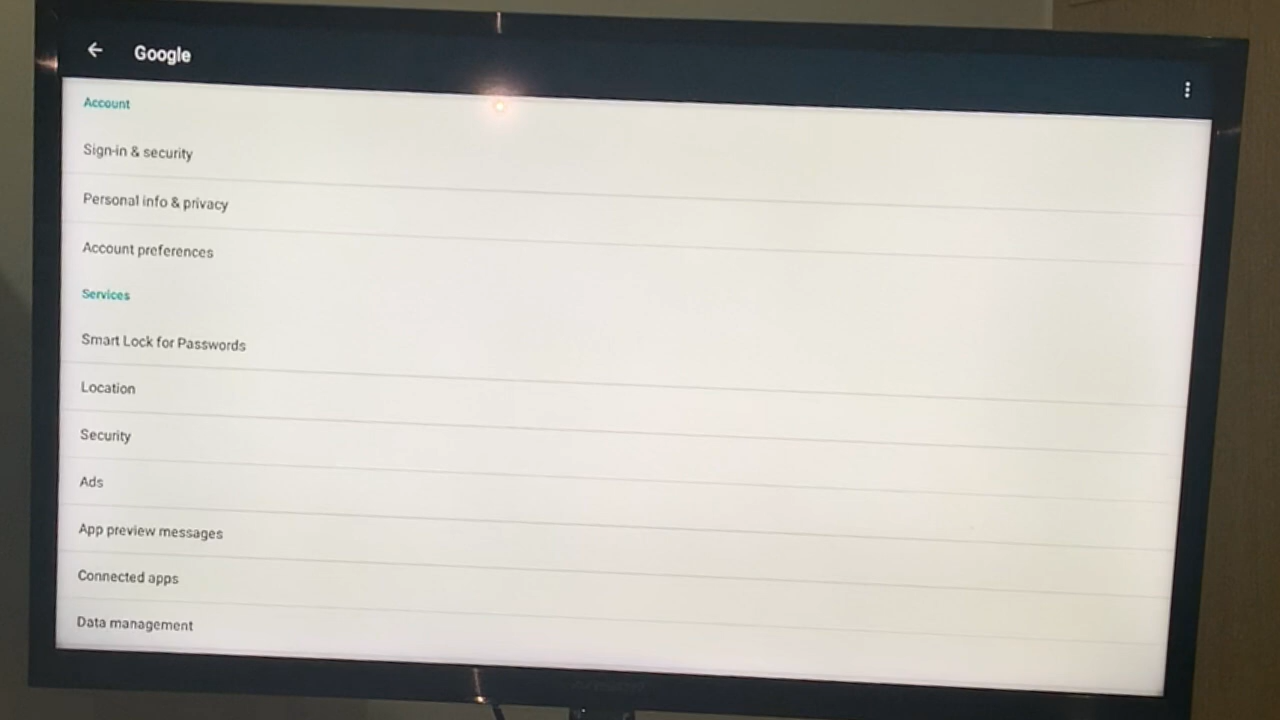 Google
Account
Sign-in & security
Personal info & privacy
Account preferences
Services
Smart Lock for Passwords
Location
Security
Ads
App preview messages
Connected apps
Data management